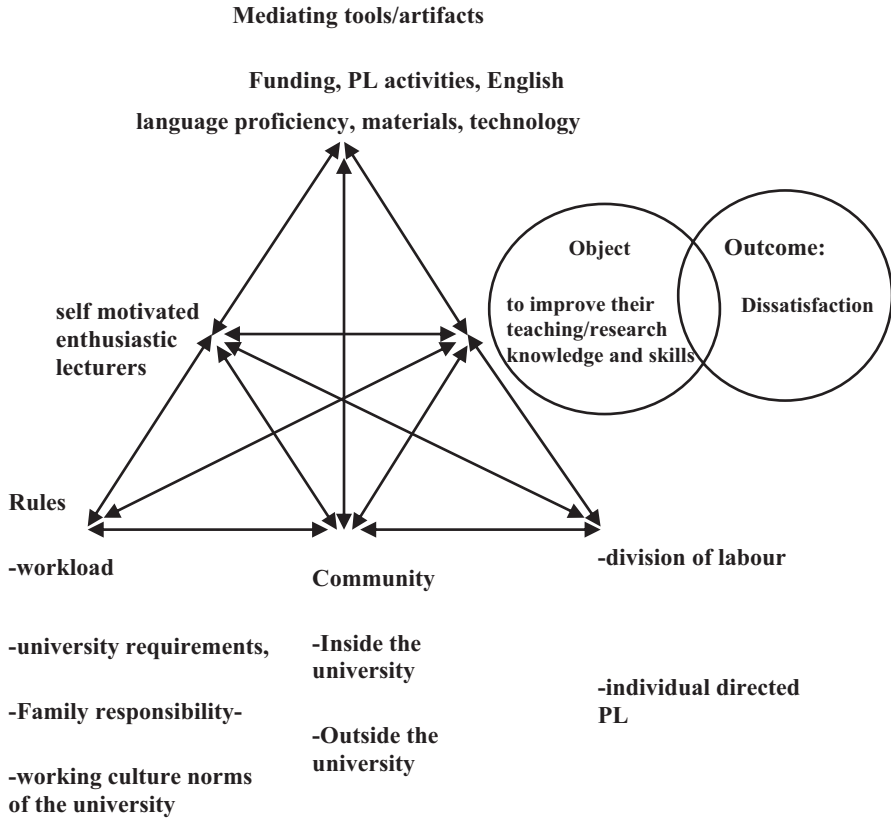 Mediating tools/artifacts
Funding, PL activities, English
language proficiency, materials, technology
self motivated
enthusiastic
lecturers
Object
to improve their
teaching/research
knowledge and skills
Outcome:
Dissatisfaction
Rules
-workload
-university requirements,
-Family responsibility-
-working culture norms
of the university
Community
-Inside the
university
-Outside the
university
-division of labour
-individual directed
PL